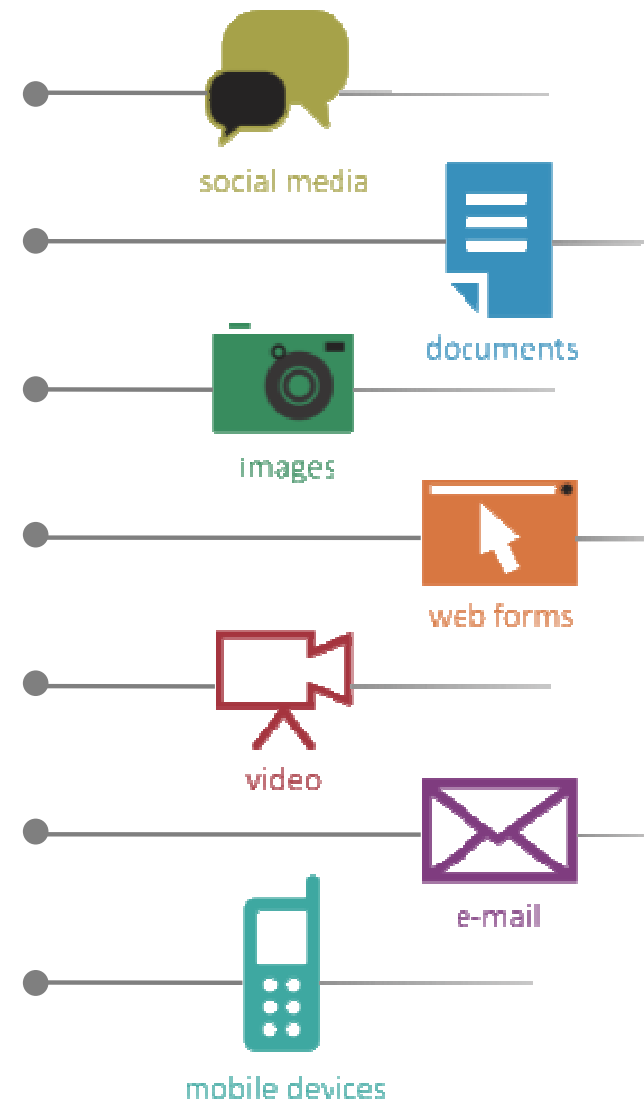 social media
documents
images
web forms
video
e-mail
mobile devices